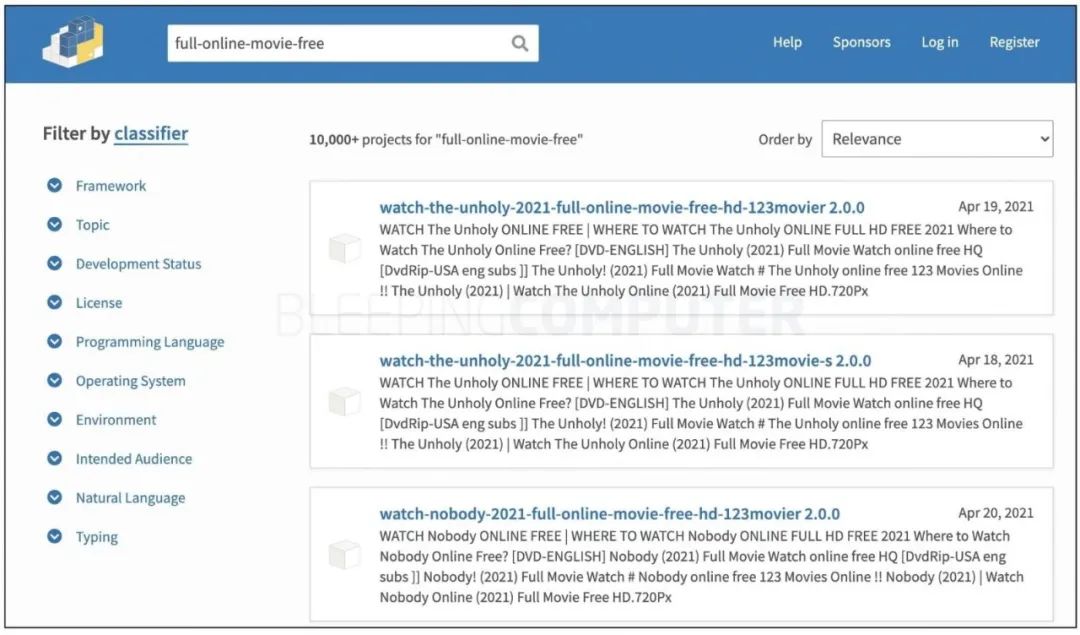 full-online-movie-free
Help Sponsors Log in Register
Filter by classifier
Framework
Topic
Development Status
License
Programming Language
Operating System
Environment
Intended Audience
Natural Language
Typing
10,000+ projects for "full-online-movie-free"
Order by Relevance
watch-the-unholy-2021-full-online-movie-free-hd-123movier 2.0.0 Apr 19, 2021
WATCH The Unholy ONLINE FREE | WHERE TO WATCH The Unholy ONLINE FULL HD FREE 2021 Where to
Watch The Unholy Online Free? [DVD-ENGLISH] The Unholy (2021) Full Movie Watch online free HQ
[DvdRip-USA eng subs ]] The Unholy! (2021) Full Movie Watch # The Unholy online free 123 Movies Online
!! The Unholy (2021) | Watch The Unholy Online (2021) Full Movie Free HD.720Px
BLEEPINGCOMPUTER
watch-the-unholy-2021-full-online-movie-free-hd-123movie-s 2.0.0 Apr 18, 2021
WATCH The Unholy ONLINE FREE | WHERE TO WATCH The Unholy ONLINE FULL HD FREE 2021 Where to
Watch The Unholy Online Free? [DVD-ENGLISH] The Unholy (2021) Full Movie Watch online free HQ
[DvdRip-USA eng subs ]] The Unholy! (2021) Full Movie Watch # The Unholy online free 123 Movies Online
!! The Unholy (2021) | Watch The Unholy Online (2021) Full Movie Free HD.720Px
watch-nobody-2021-full-online-movie-free-hd-123movier 2.0.0 Apr 20, 2021
WATCH Nobody ONLINE FREE | WHERE TO WATCH Nobody ONLINE FULL HD FREE 2021 Where to Watch
Nobody Online Free? [DVD-ENGLISH] Nobody (2021) Full Movie Watch online free HQ [DvdRip-USA eng
subs ]] Nobody! (2021) Full Movie Watch # Nobody online free 123 Movies Online !! Nobody (2021) | Watch
Nobody Online (2021) Full Movie Free HD.720Px